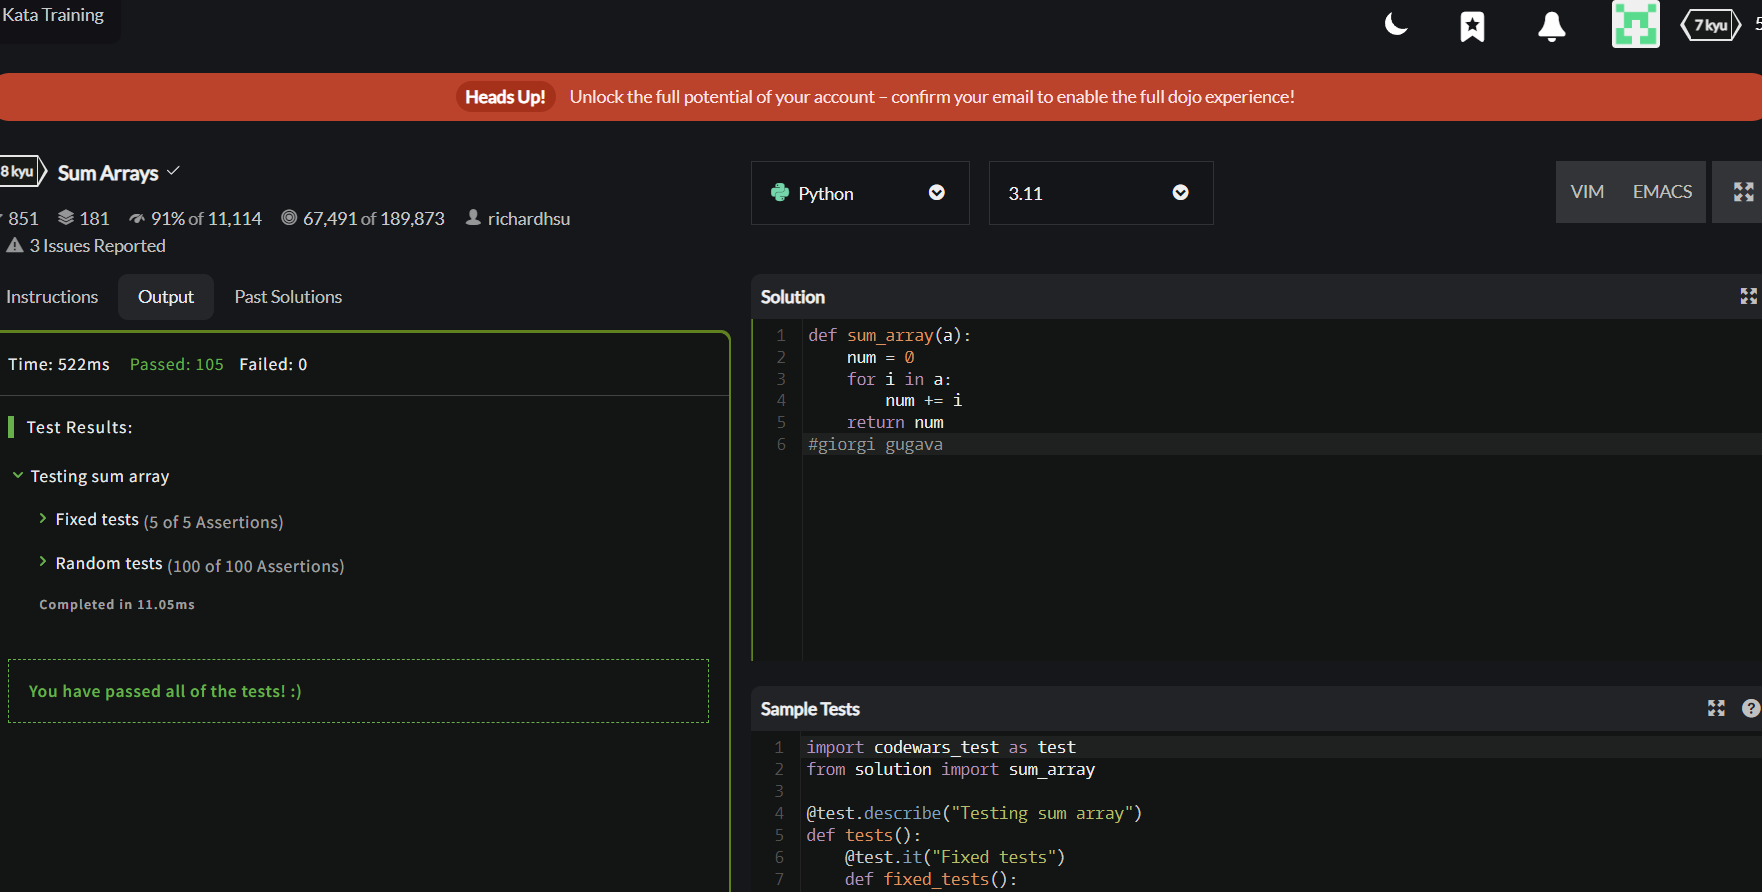 Kata Training
7 kyu 5
Heads Up! Unlock the full potential of your account – confirm your email to enable the full dojo experience!
8 kyu Sum Arrays
851 181 91% of 11,114 67,491 of 189,873 richardhsu
3 Issues Reported
Python 3.11
VIM EMACS
Instructions Output Past Solutions
Time: 522ms Passed: 105 Failed: 0
Test Results:
Testing sum array
Fixed tests (5 of 5 Assertions)
Random tests (100 of 100 Assertions)
Completed in 11.05ms
You have passed all of the tests! :)
Solution
1 def sum_array(a):
2     num = 0
3     for i in a:
4         num += i
5     return num
6 #giorgi gugava
Sample Tests
?
1 import codewars_test as test
2 from solution import sum_array
3
4 @test.describe("Testing sum array")
5 def tests():
6     @test.it("Fixed tests")
7     def fixed_tests():